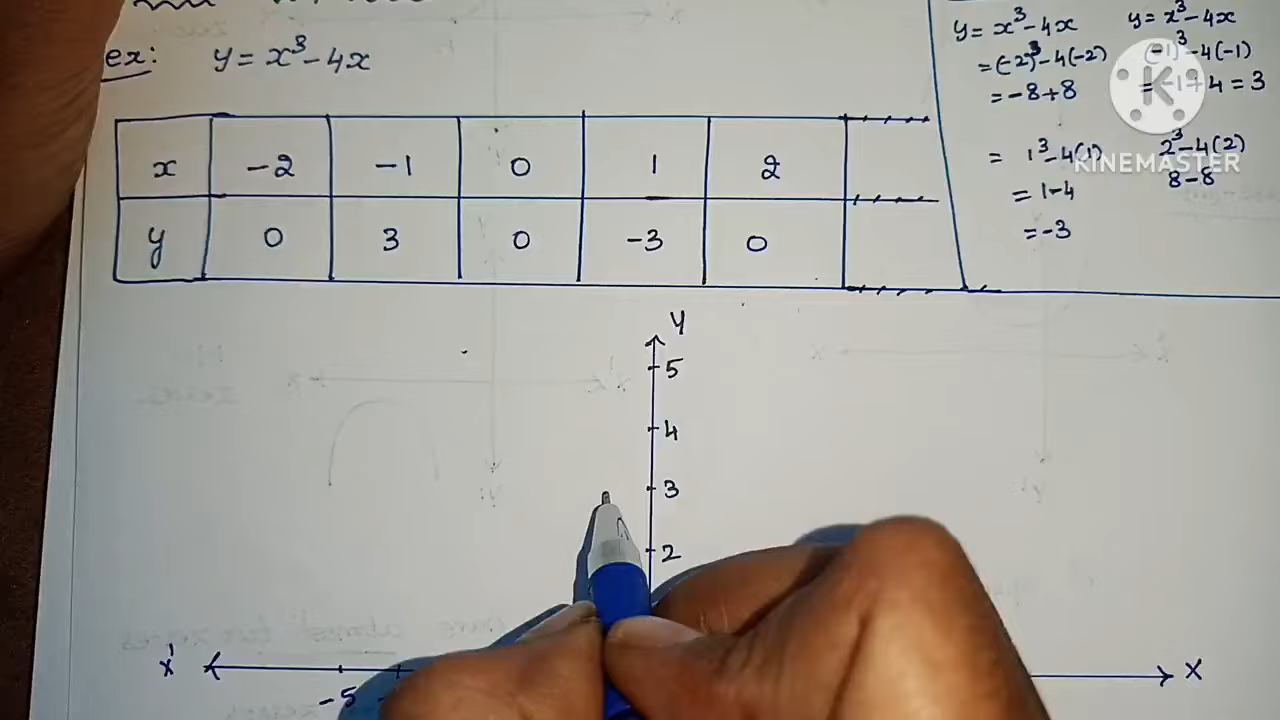 ex: y = x³ - 4x
x -2 -1 0 1 2
y 0 3 0 -3 0
y = x³ - 4x
= (-2)³ - 4(-2)
= -8 + 8
y = x³ - 4x
(-1)³ - 4(-1)
= -1 + 4 = 3
= 1³ - 4(1)
= 1 - 4
= -3
2³ - 4(2)
8 - 8
K
KINEMASTER
Y
5
4
3
2
X'
-5
X